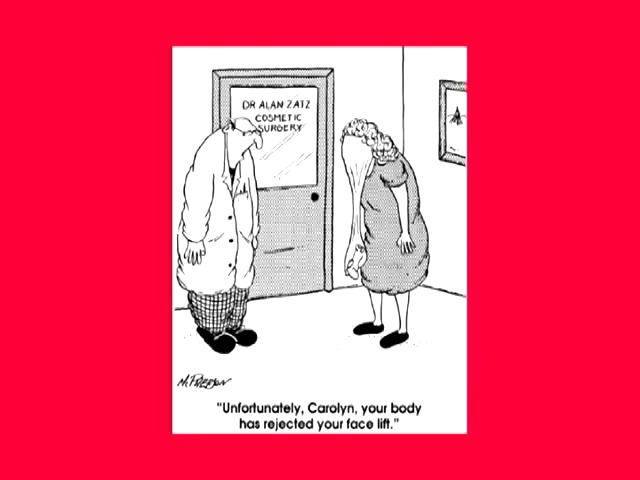 DR ALAN ZATZ
COSMETIC
SURGERY
"Unfortunately, Carolyn, your body
has rejected your face lift."